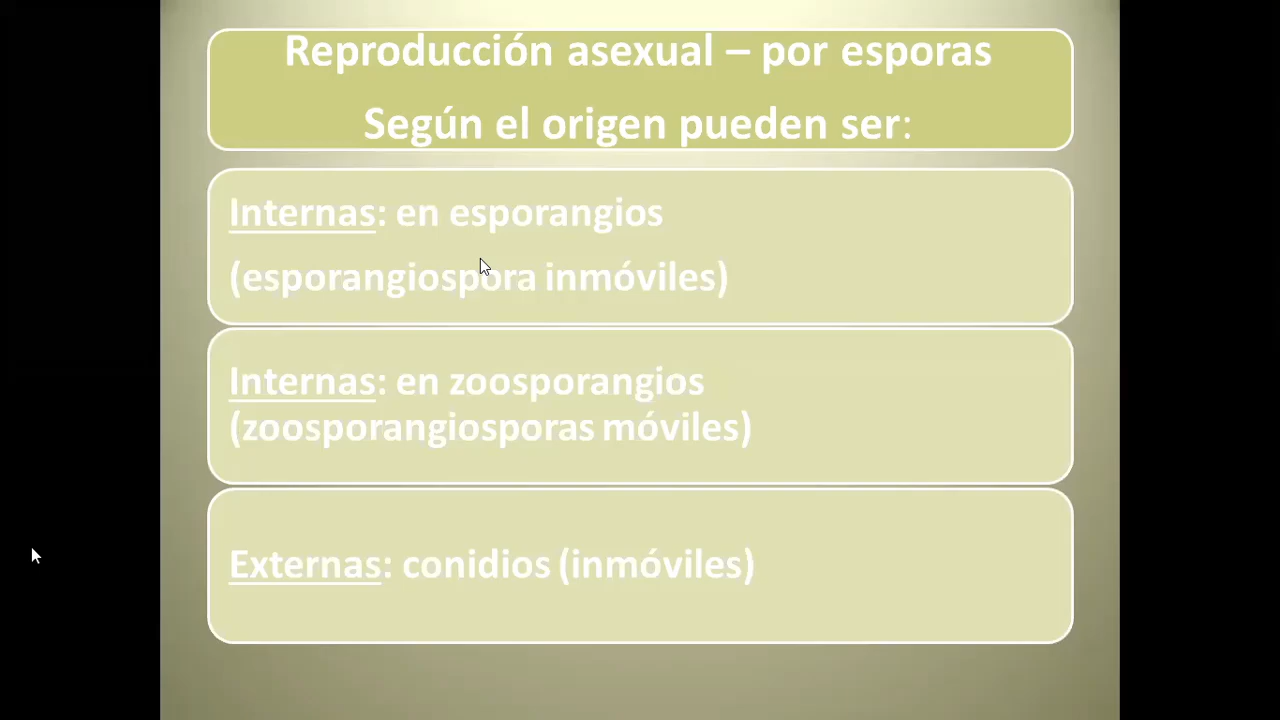 Reproducción asexual – por esporas
Según el origen pueden ser:
Internas: en esporangios
(esporangiospora inmóviles)
Internas: en zoosporangios
(zoosporangiosporas móviles)
Externas: conidios (inmóviles)